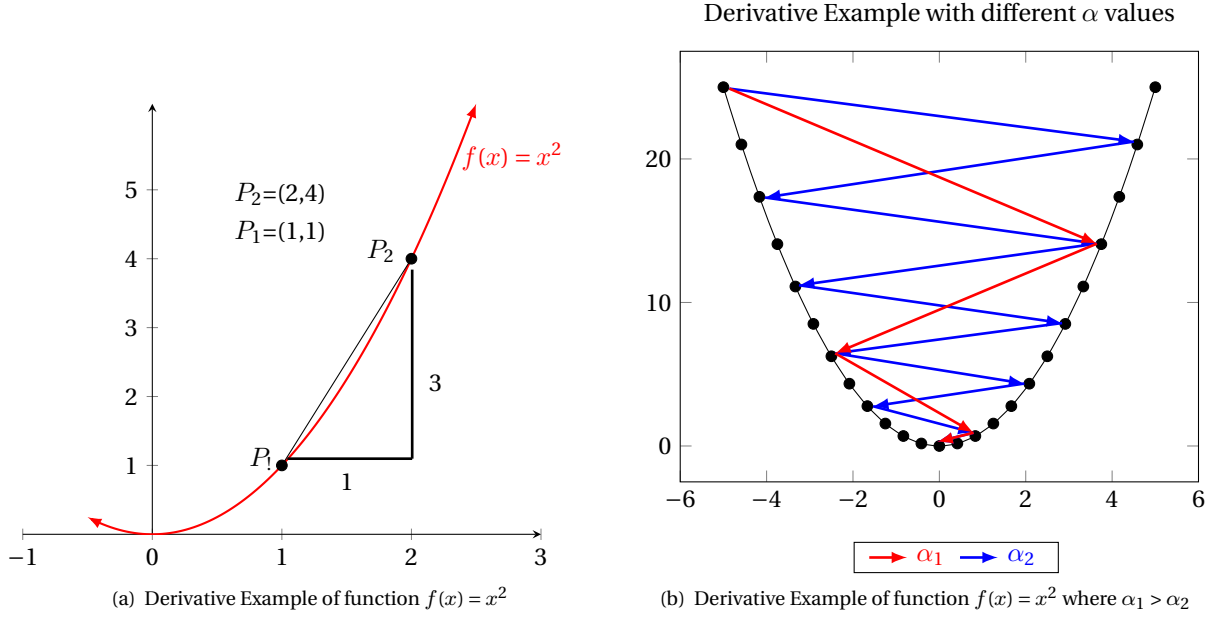 Derivative Example with different α values
f(x) = x²
P₂=(2,4)
P₁=(1,1)
P₂
P!
3
1
5
4
3
2
1
−1
0
1
2
3
20
10
0
−6
−4
−2
0
2
4
6
α₁
α₂
(a) Derivative Example of function f(x) = x²
(b) Derivative Example of function f(x) = x² where α₁ > α₂